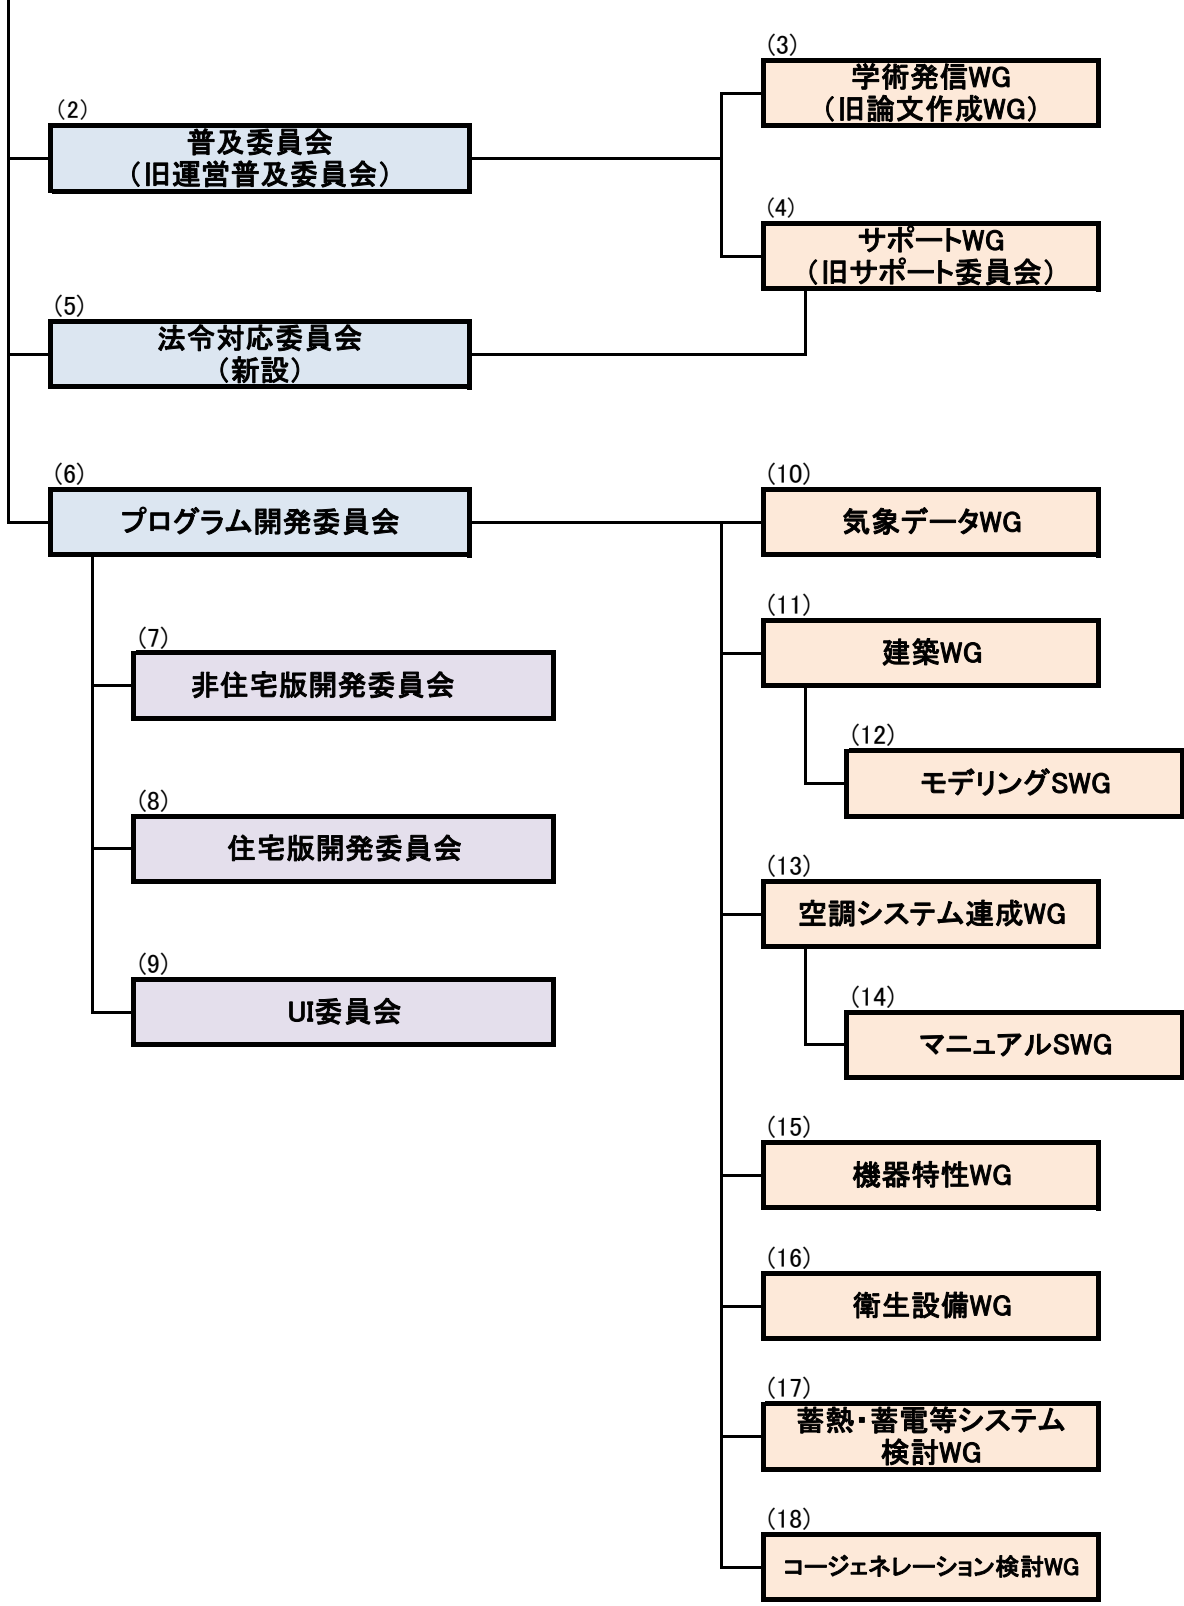 (2)
普及委員会
（旧運営普及委員会）
(3)
学術発信WG
（旧論文作成WG）
(4)
サポートWG
（旧サポート委員会）
(5)
法令対応委員会
（新設）
(6)
プログラム開発委員会
(7)
非住宅版開発委員会
(8)
住宅版開発委員会
(9)
UI委員会
(10)
気象データWG
(11)
建築WG
(12)
モデリングSWG
(13)
空調システム連成WG
(14)
マニュアルSWG
(15)
機器特性WG
(16)
衛生設備WG
(17)
蓄熱・蓄電等システム
検討WG
(18)
コージェネレーション検討WG